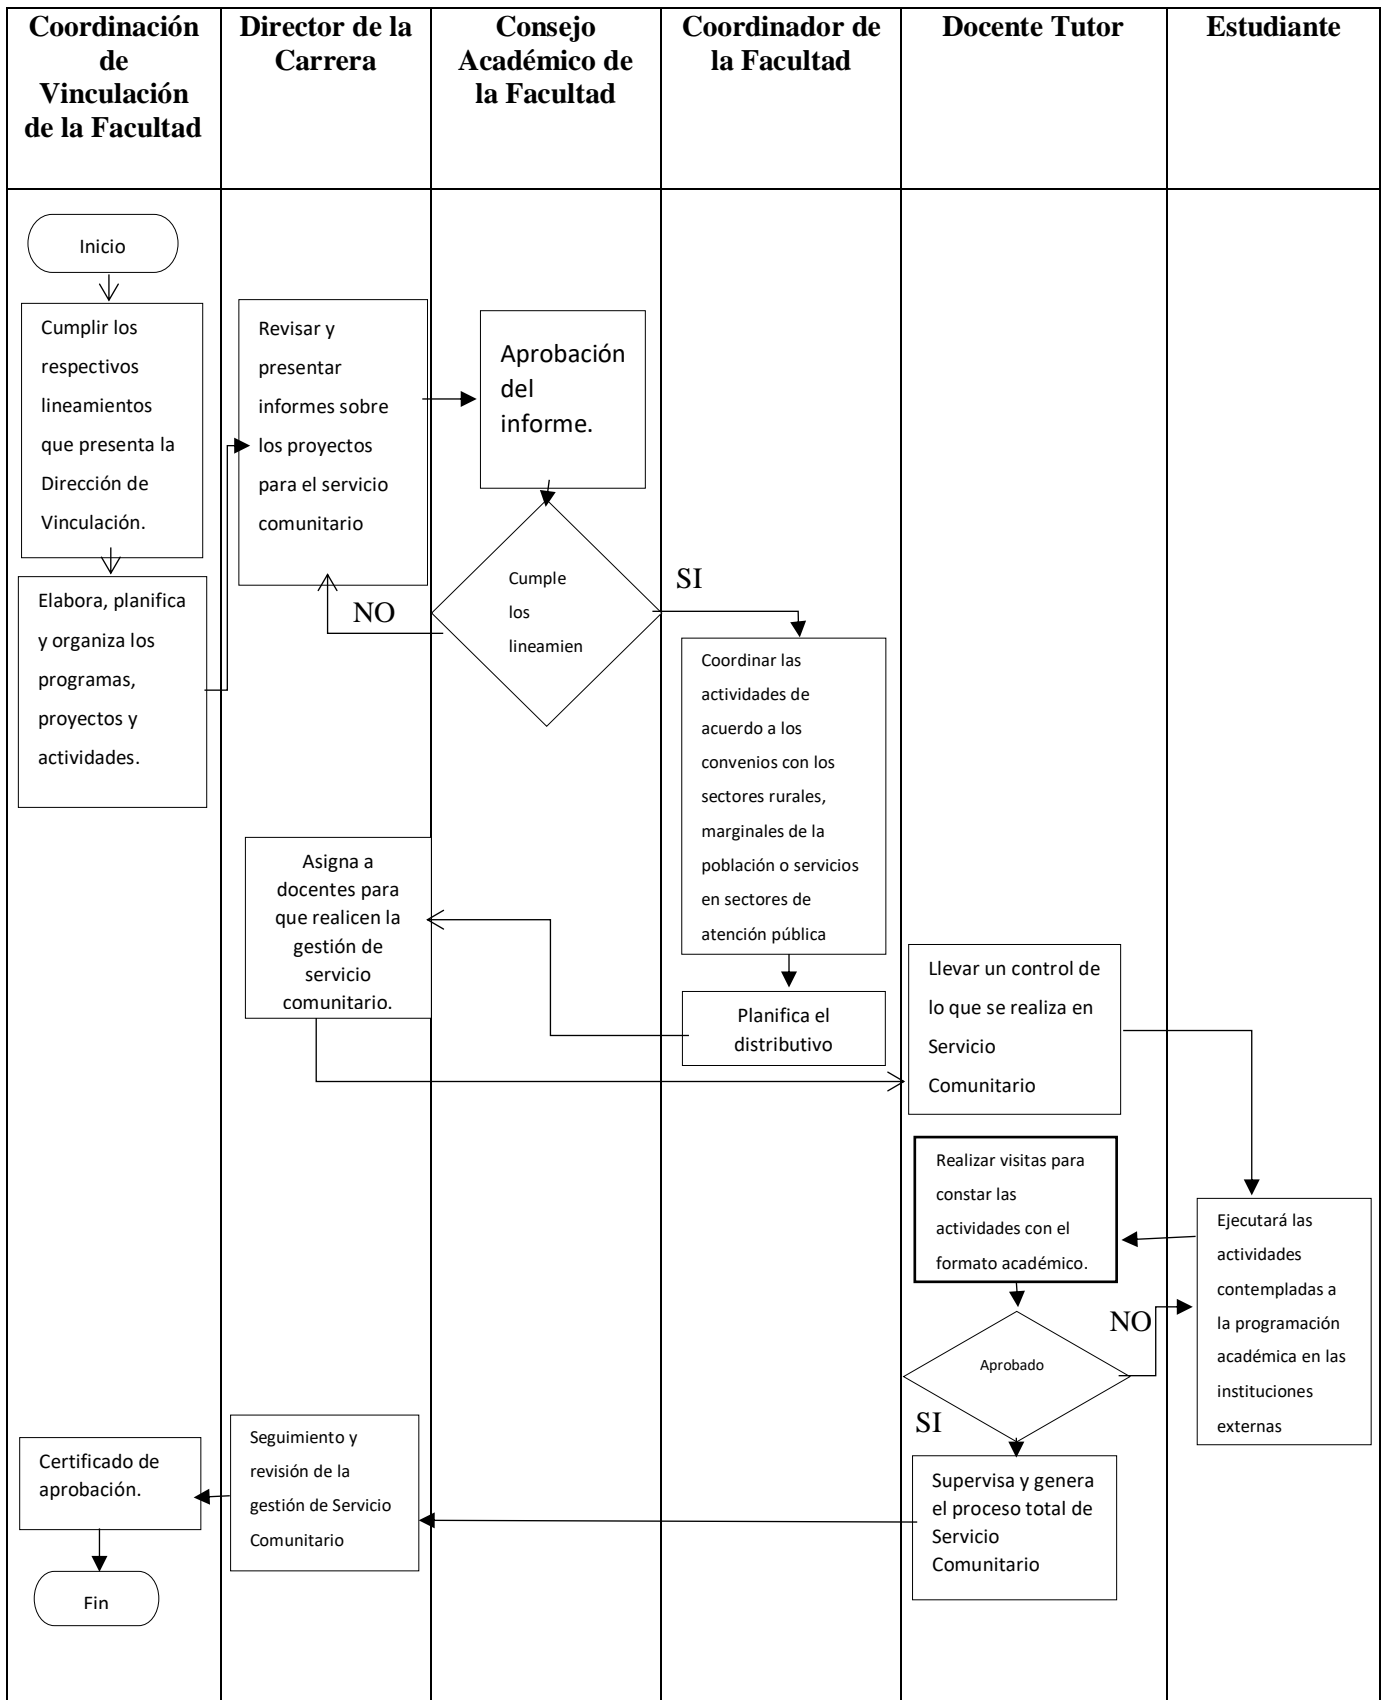 Coordinación
de
Vinculación
de la Facultad
Director de la
Carrera
Consejo
Académico de
la Facultad
Coordinador de
la Facultad
Docente Tutor
Estudiante
Inicio
Cumplir los
respectivos
lineamientos
que presenta la
Dirección de
Vinculación.
Elabora, planifica
y organiza los
programas,
proyectos y
actividades.
Revisar y
presentar
informes sobre
los proyectos
para el servicio
comunitario
Aprobación
del
informe.
Cumple
los
lineamien
NO
SI
Coordinar las
actividades de
acuerdo a los
convenios con los
sectores rurales,
marginales de la
población o servicios
en sectores de
atención pública
Planifica el
distributivo
Asigna a
docentes para
que realicen la
gestión de
servicio
comunitario.
Llevar un control de
lo que se realiza en
Servicio
Comunitario
Ejecutará las
actividades
contempladas a
la programación
académica en las
instituciones
externas
Realizar visitas para
constar las
actividades con el
formato académico.
Aprobado
NO
SI
Supervisa y genera
el proceso total de
Servicio
Comunitario
Seguimiento y
revisión de la
gestión de Servicio
Comunitario
Certificado de
aprobación.
Fin